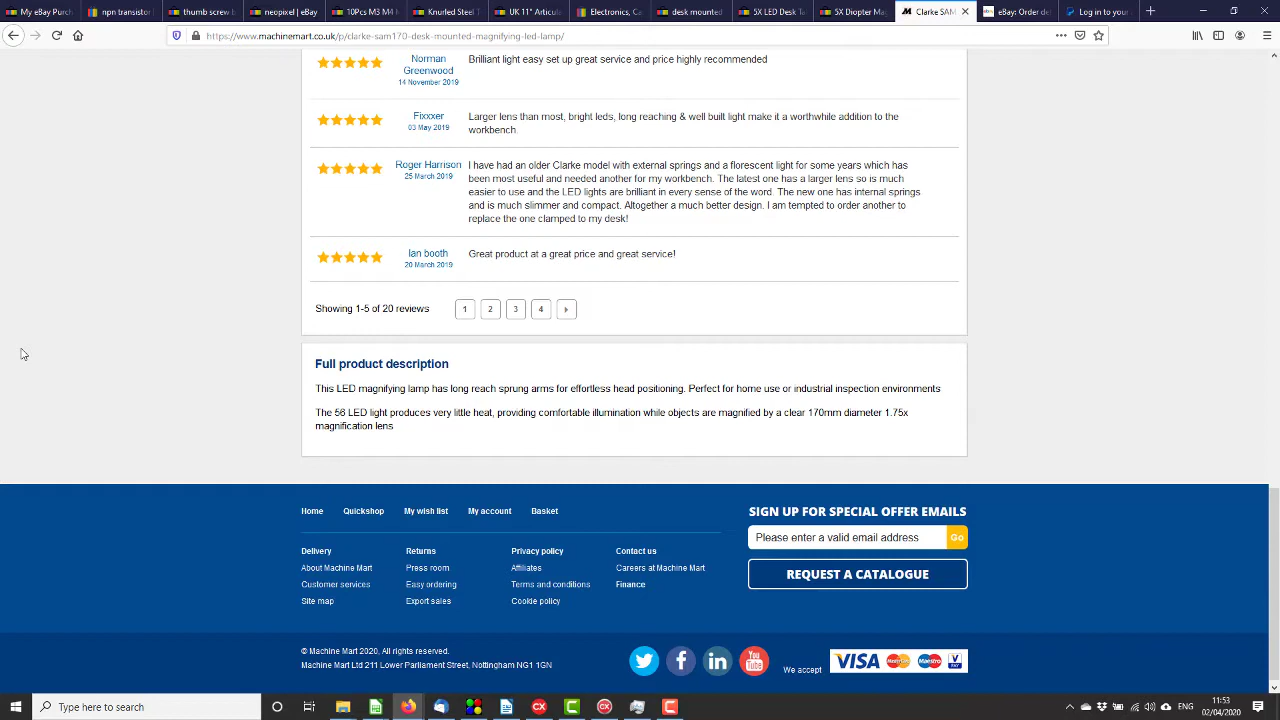 My eBay Purch
npn transistor
thumb screw b
neopixel | eBay
10Pcs M3 M4 M
Knurled Steel T
UK 11" Articula
Electronics, Ca
desk mounted
5X LED Desk Te
5X Diopter Mag
Clarke SAM
eBay: Order de
Log in to your
https://www.machinemart.co.uk/p/clarke-sam170-desk-mounted-magnifying-led-lamp/
Norman
Greenwood
14 November 2019
Brilliant light easy set up great service and price highly recommended
Fixxxer
03 May 2019
Larger lens than most, bright leds, long reaching & well built light make it a worthwhile addition to the
workbench.
Roger Harrison
25 March 2019
I have had an older Clarke model with external springs and a florescent light for some years which has
been most useful and needed another for my workbench. The latest one has a larger lens so is much
easier to use and the LED lights are brilliant in every sense of the word. The new one has internal springs
and is much slimmer and compact. Altogether a much better design. I am tempted to order another to
replace the one clamped to my desk!
Ian booth
20 March 2019
Great product at a great price and great service!
Showing 1-5 of 20 reviews 1 2 3 4
Full product description
This LED magnifying lamp has long reach sprung arms for effortless head positioning. Perfect for home use or industrial inspection environments
The 56 LED light produces very little heat, providing comfortable illumination while objects are magnified by a clear 170mm diameter 1.75x
magnification lens
Home Quickshop My wish list My account Basket
Delivery Returns Privacy policy Contact us
About Machine Mart Press room Affiliates Careers at Machine Mart
Customer services Easy ordering Terms and conditions Finance
Site map Export sales Cookie policy
SIGN UP FOR SPECIAL OFFER EMAILS
Please enter a valid email address Go
REQUEST A CATALOGUE
© Machine Mart 2020, All rights reserved.
Machine Mart Ltd 211 Lower Parliament Street, Nottingham NG1 1GN
You
Tube
We accept VISA MasterCard Maestro V PAY
Type here to search
ENG
11:53
02/04/2020